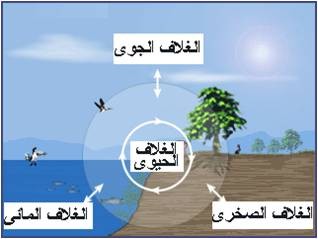 الغلاف الجوى
الغلاف
الحيوى
الغلاف الصخرى
الغلاف المائى